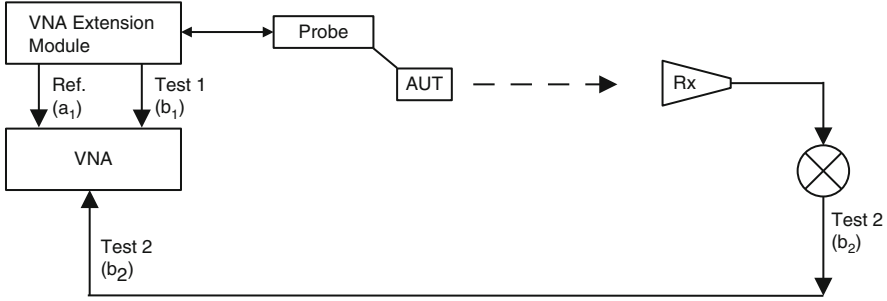 VNA Extension
Module
Probe
AUT
Rx
Ref.
(a1)
Test 1
(b1)
VNA
Test 2
(b2)
Test 2
(b2)